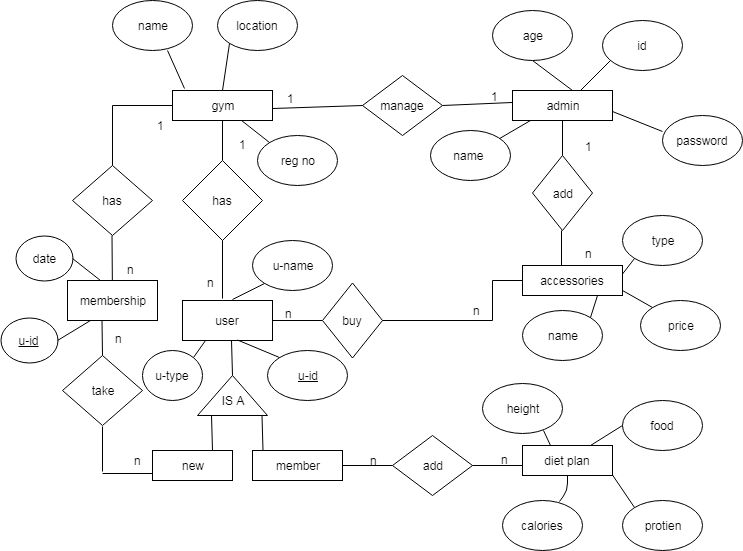 name
location
age
id
gym
1
manage
1
admin
1
1
1
reg no
name
password
has
has
add
type
date
n
u-name
n
accessories
membership
n
u-id
n
user
n
buy
n
name
price
take
u-type
u-id
IS A
height
food
n
new
member
n
add
n
diet plan
calories
protien